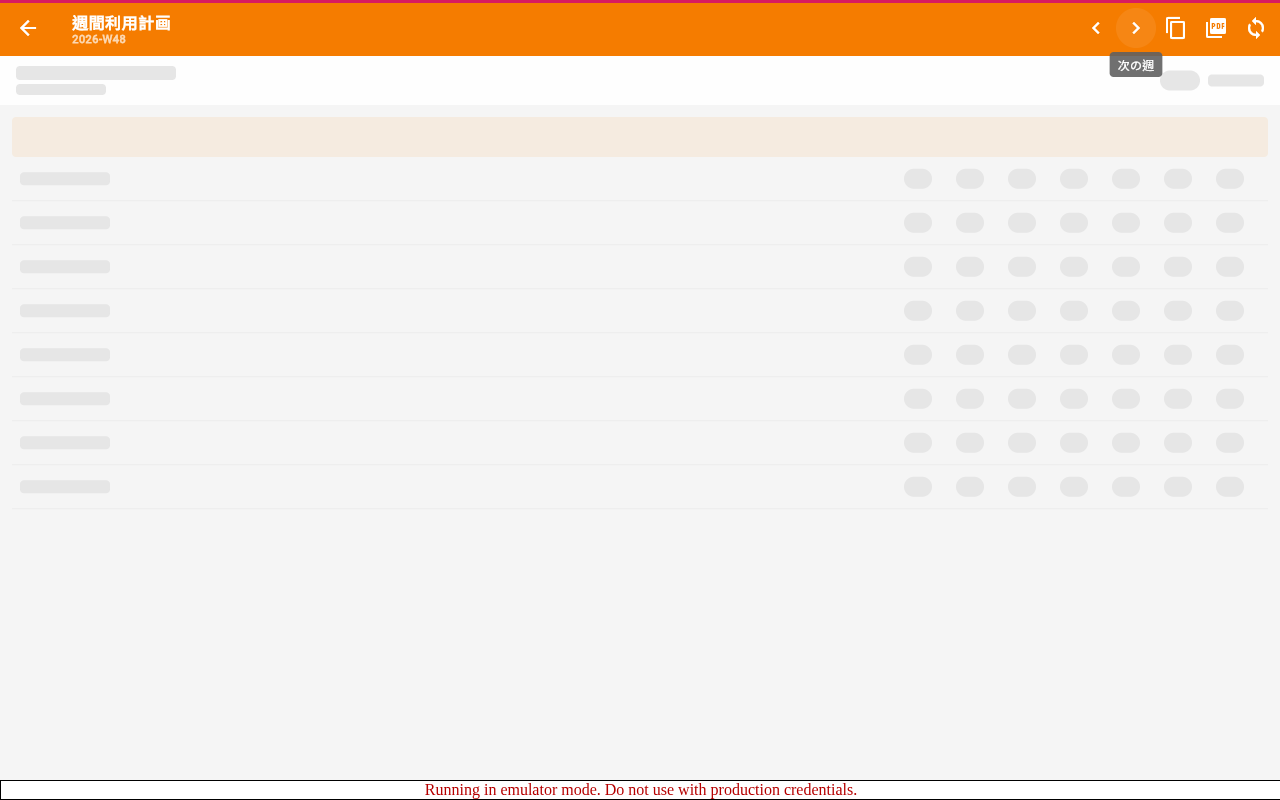 週間利用計画
2026-W48
PDF
次の週
Running in emulator mode. Do not use with production credentials.